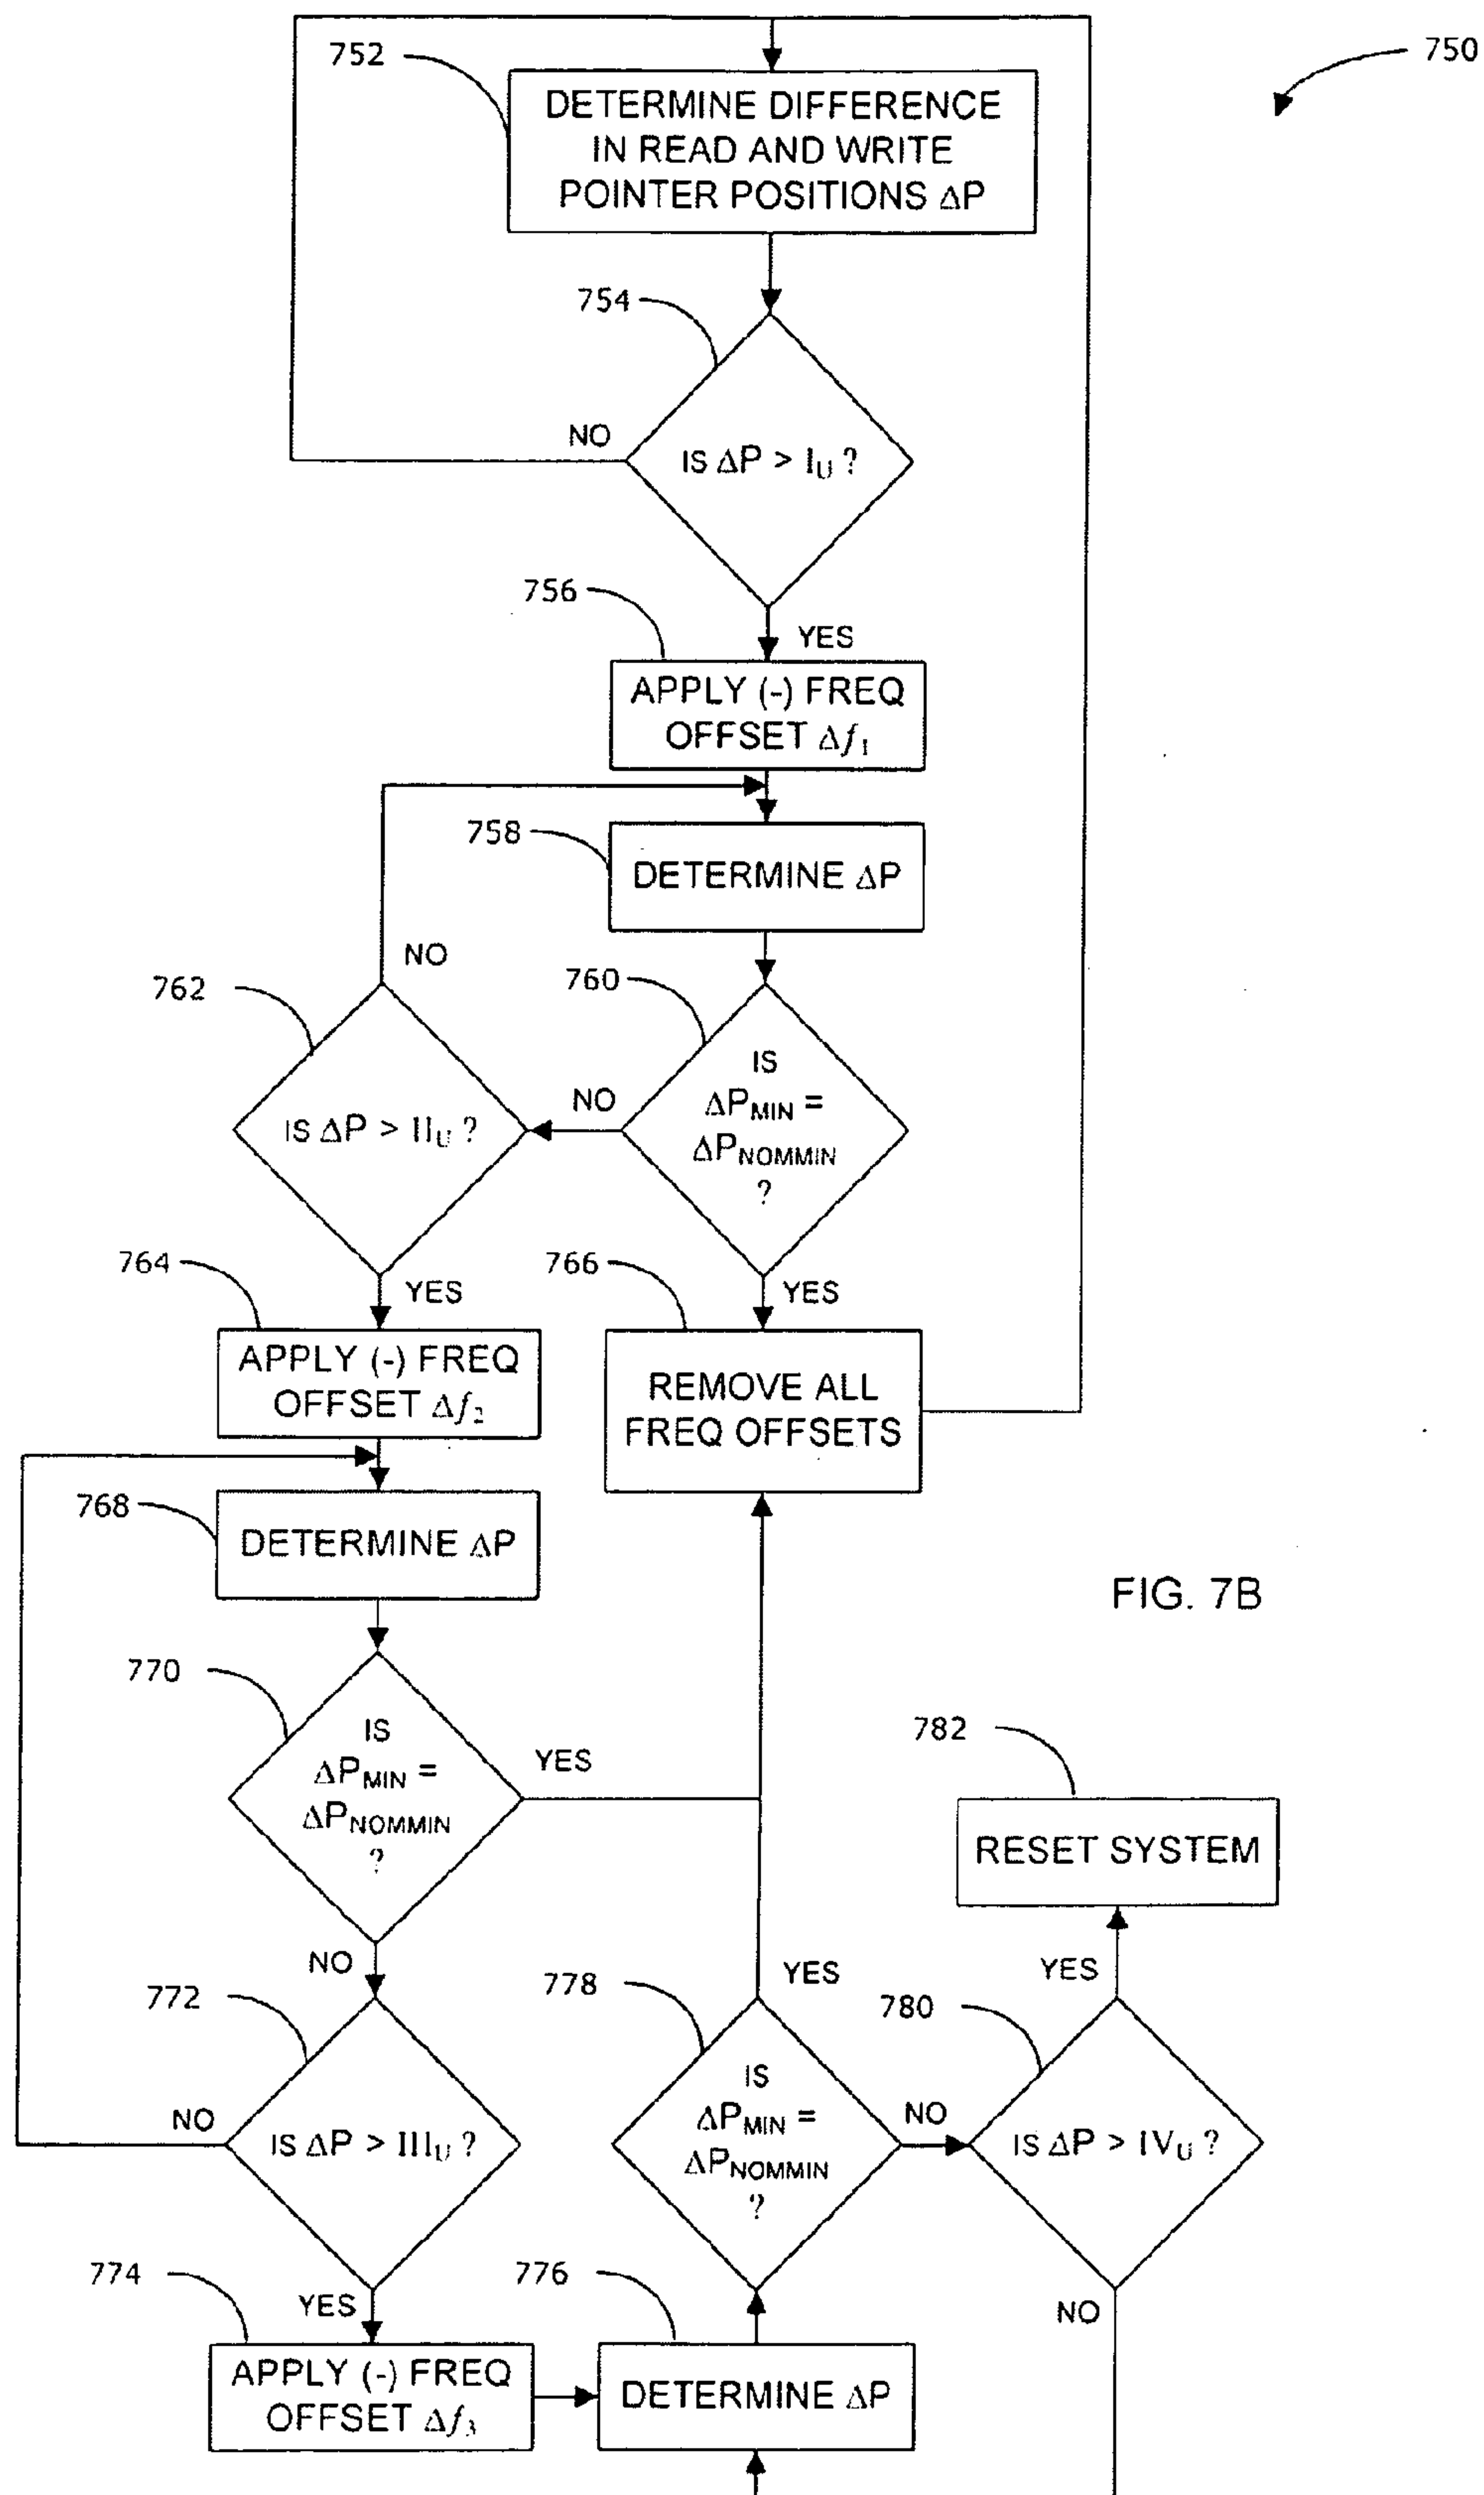 750
752
DETERMINE DIFFERENCE
IN READ AND WRITE
POINTER POSITIONS ΔP
754
NO
IS ΔP > I_U ?
756
YES
APPLY (-) FREQ
OFFSET Δf₁
758
DETERMINE ΔP
NO
762
760
IS
ΔP_MIN =
ΔP_NOMMIN
?
NO
IS ΔP > II_U ?
764
YES
766
YES
APPLY (-) FREQ
OFFSET Δf₂
REMOVE ALL
FREQ OFFSETS
768
DETERMINE ΔP
FIG. 7B
770
IS
ΔP_MIN =
ΔP_NOMMIN
?
YES
782
RESET SYSTEM
NO
772
778
YES
780
YES
NO
IS ΔP > III_U ?
IS
ΔP_MIN =
ΔP_NOMMIN
?
NO
IS ΔP > IV_U ?
774
YES
776
NO
APPLY (-) FREQ
OFFSET Δf₃
DETERMINE ΔP